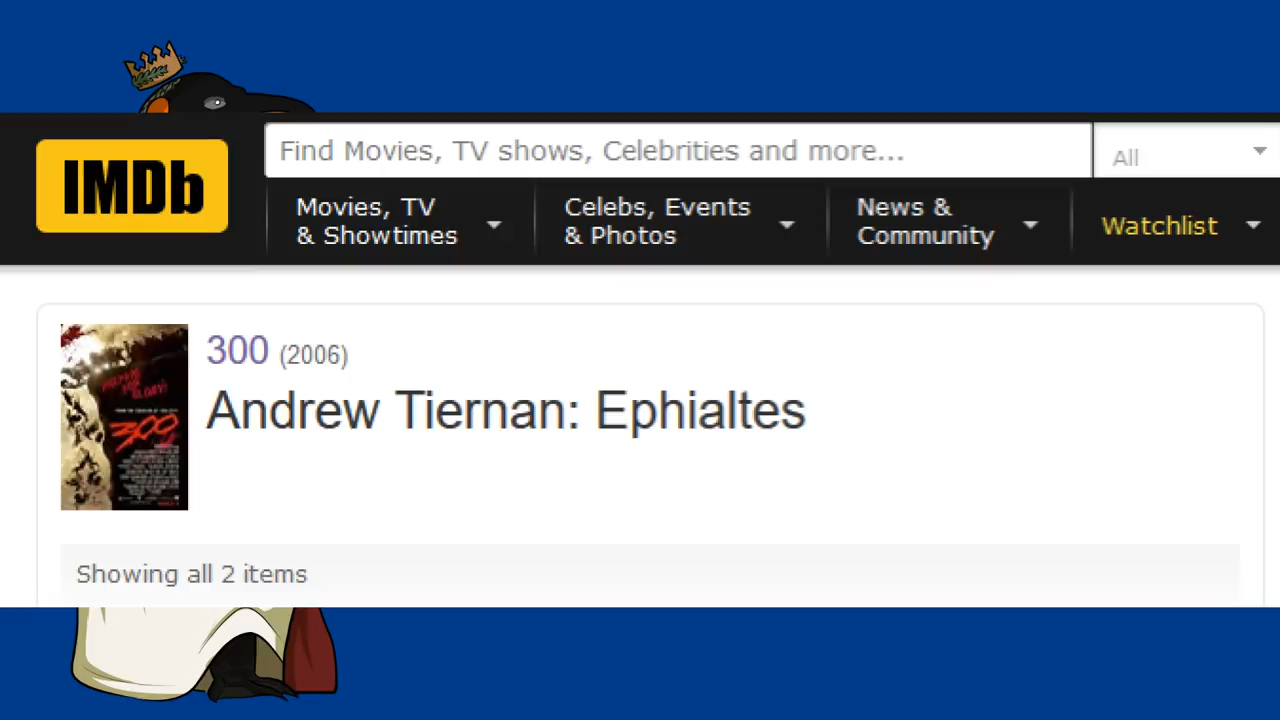 IMDb
Find Movies, TV shows, Celebrities and more...
All
Movies, TV
& Showtimes
Celebs, Events
& Photos
News &
Community
Watchlist
300 (2006)
Andrew Tiernan: Ephialtes
300
Showing all 2 items